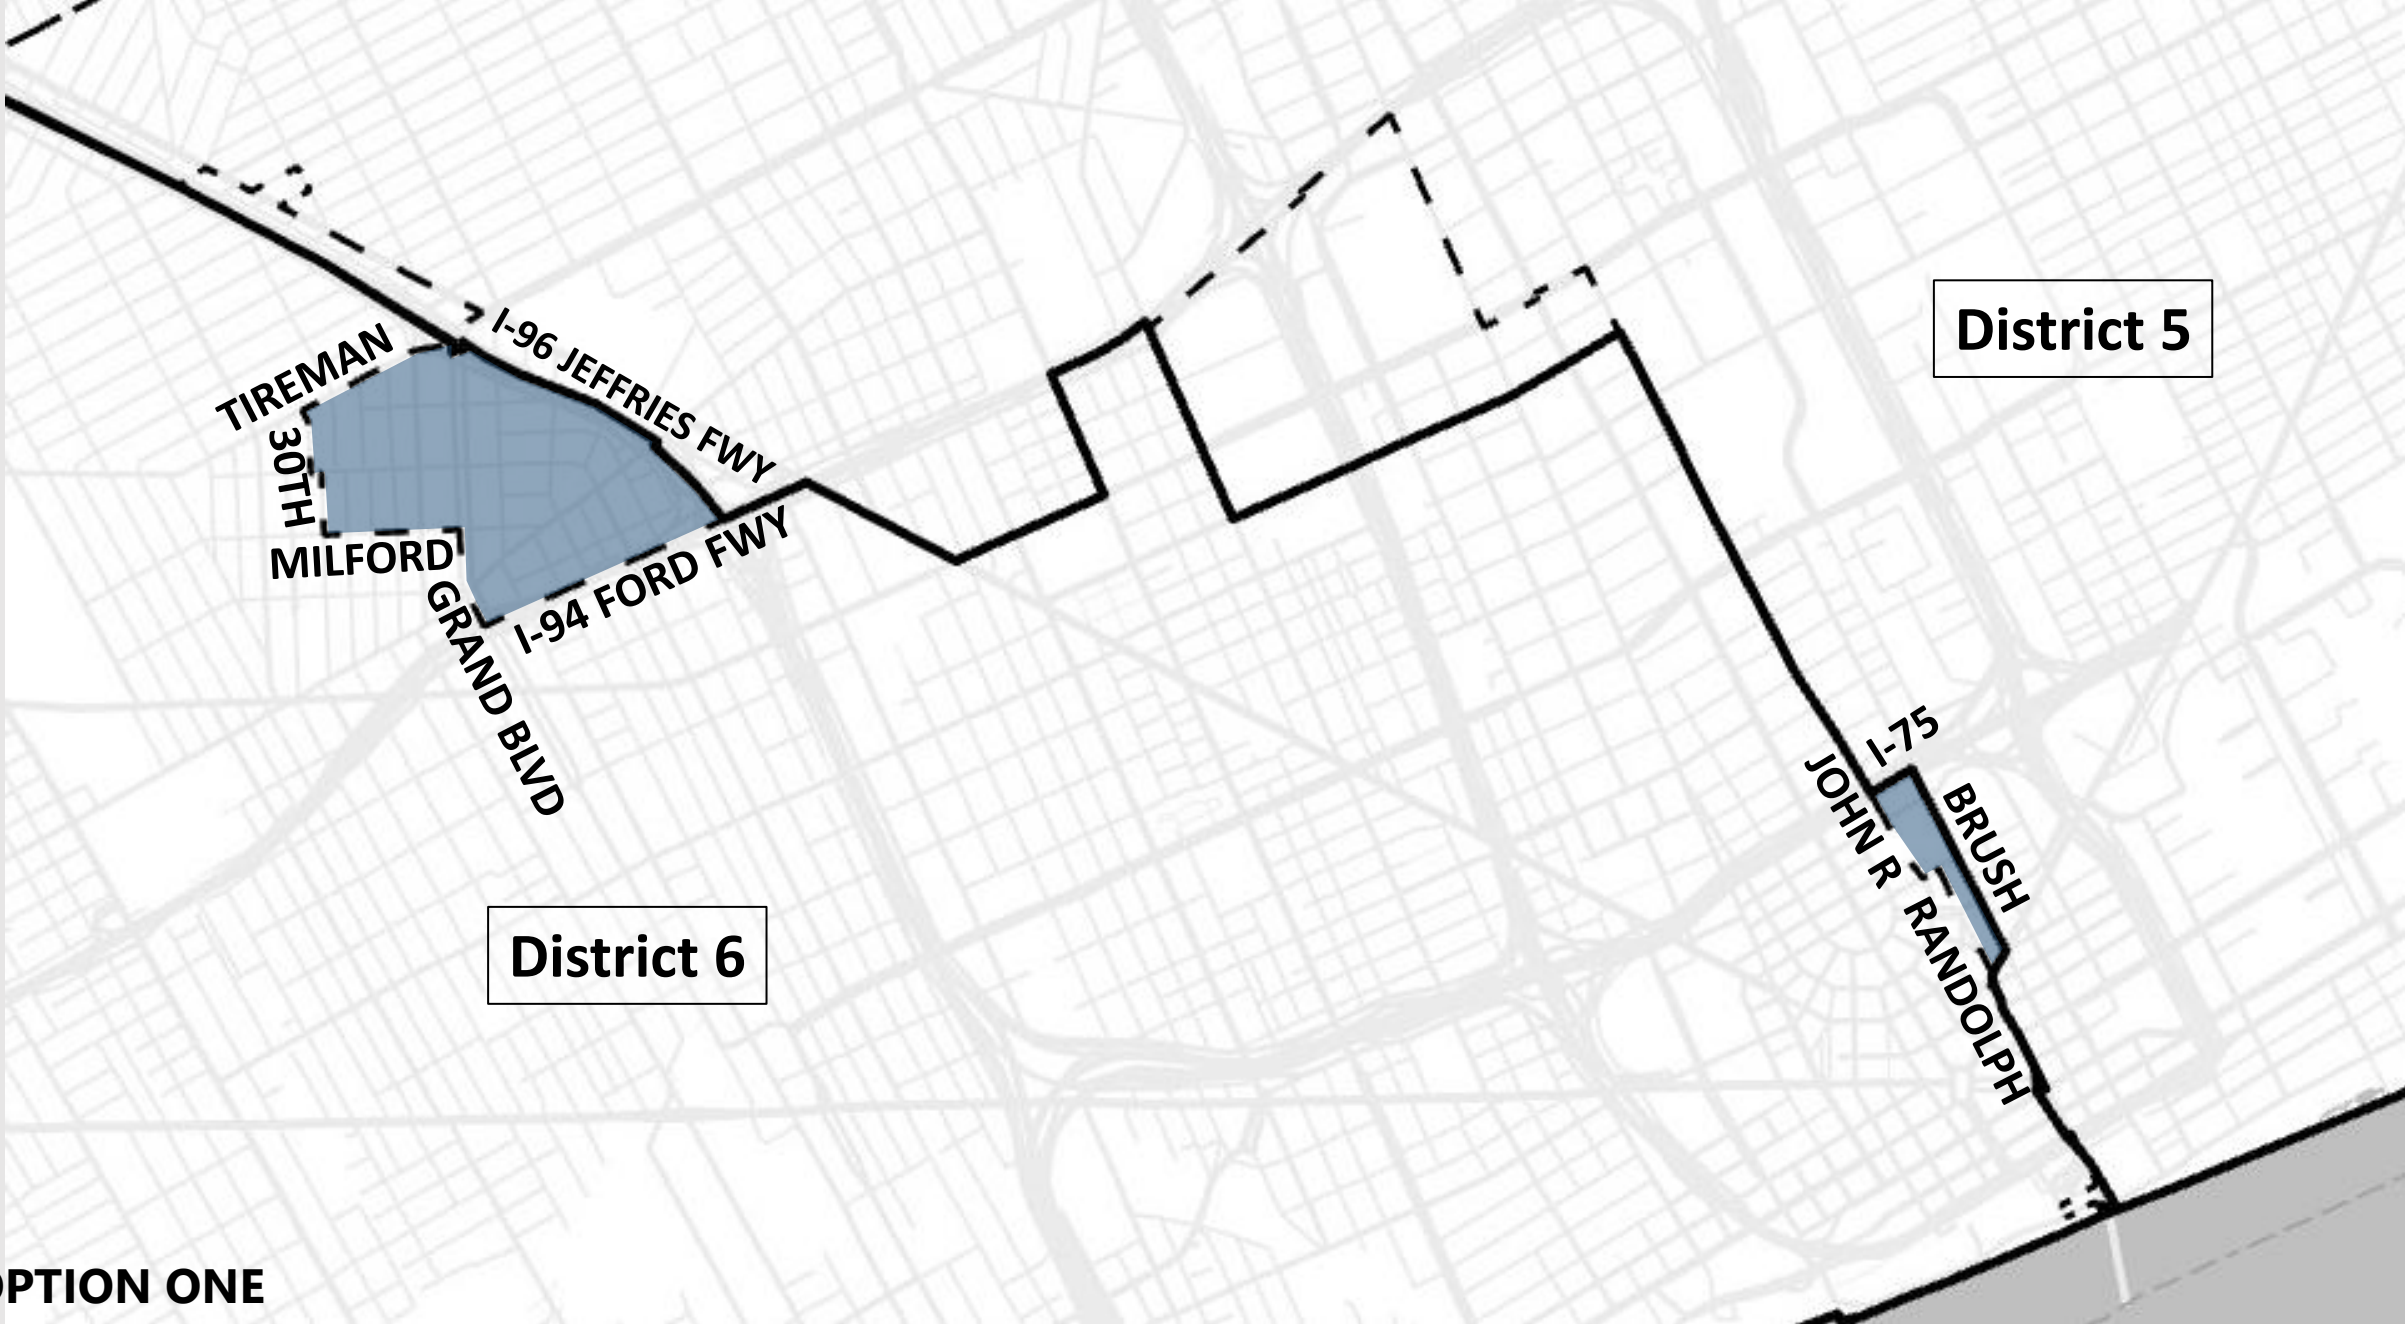 I-96 JEFFRIES FWY
TIREMAN
30TH
MILFORD
GRAND BLVD
I-94 FORD FWY
District 5
I-75
JOHN R
BRUSH
RANDOLPH
District 6
OPTION ONE